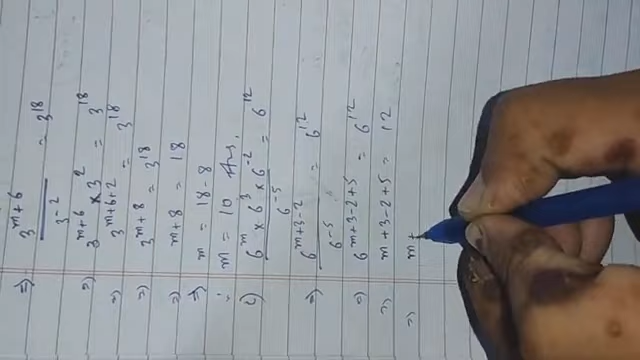 ⇒ 3^{m+6} / 3^{-2} = 3^{18}
⇒ 3^{m+6} × 3^{2} = 3^{18}
⇒ 3^{m+6+2} = 3^{18}
⇒ 3^{m+8} = 3^{18}
⇒ m+8 = 18
⇒ m = 18-8
∴ m = 10 Ans.
6^{m} × 6^{3} × 6^{-2} / 6^{-5} = 6^{12}
⇒ 6^{m+3-2} / 6^{-5} = 6^{12}
⇒ 6^{m+3-2+5} = 6^{12}
⇒ m+3-2+5 = 12
⇒ m+